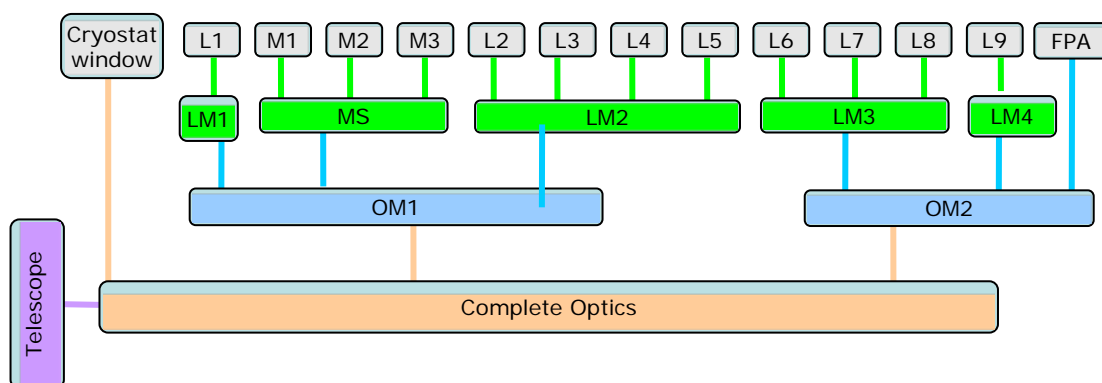 Cryostat
window
L1
M1
M2
M3
L2
L3
L4
L5
L6
L7
L8
L9
FPA
LM1
MS
LM2
LM3
LM4
OM1
OM2
Telescope
Complete Optics